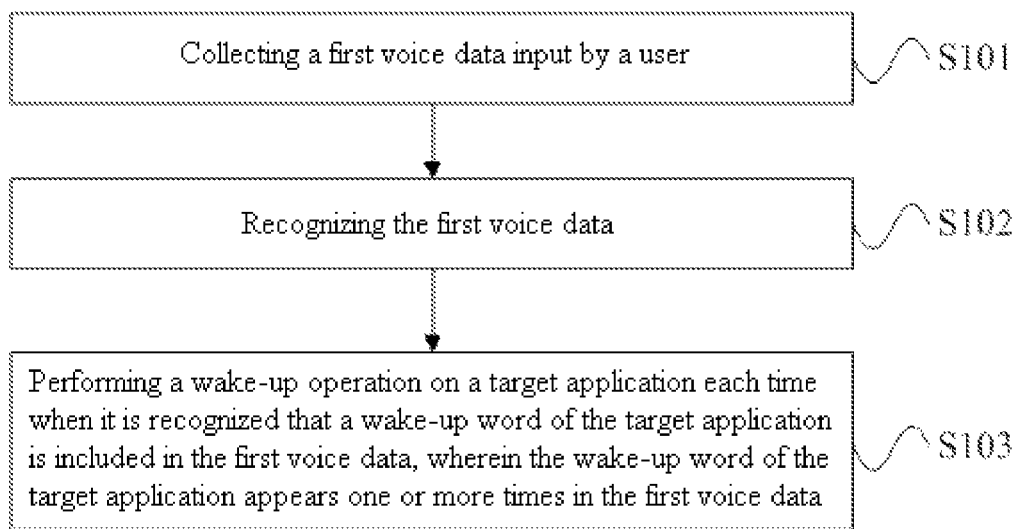 Collecting a first voice data input by a user
S101
Recognizing the first voice data
S102
Performing a wake-up operation on a target application each time
when it is recognized that a wake-up word of the target application
is included in the first voice data, wherein the wake-up word of the
target application appears one or more times in the first voice data
S103